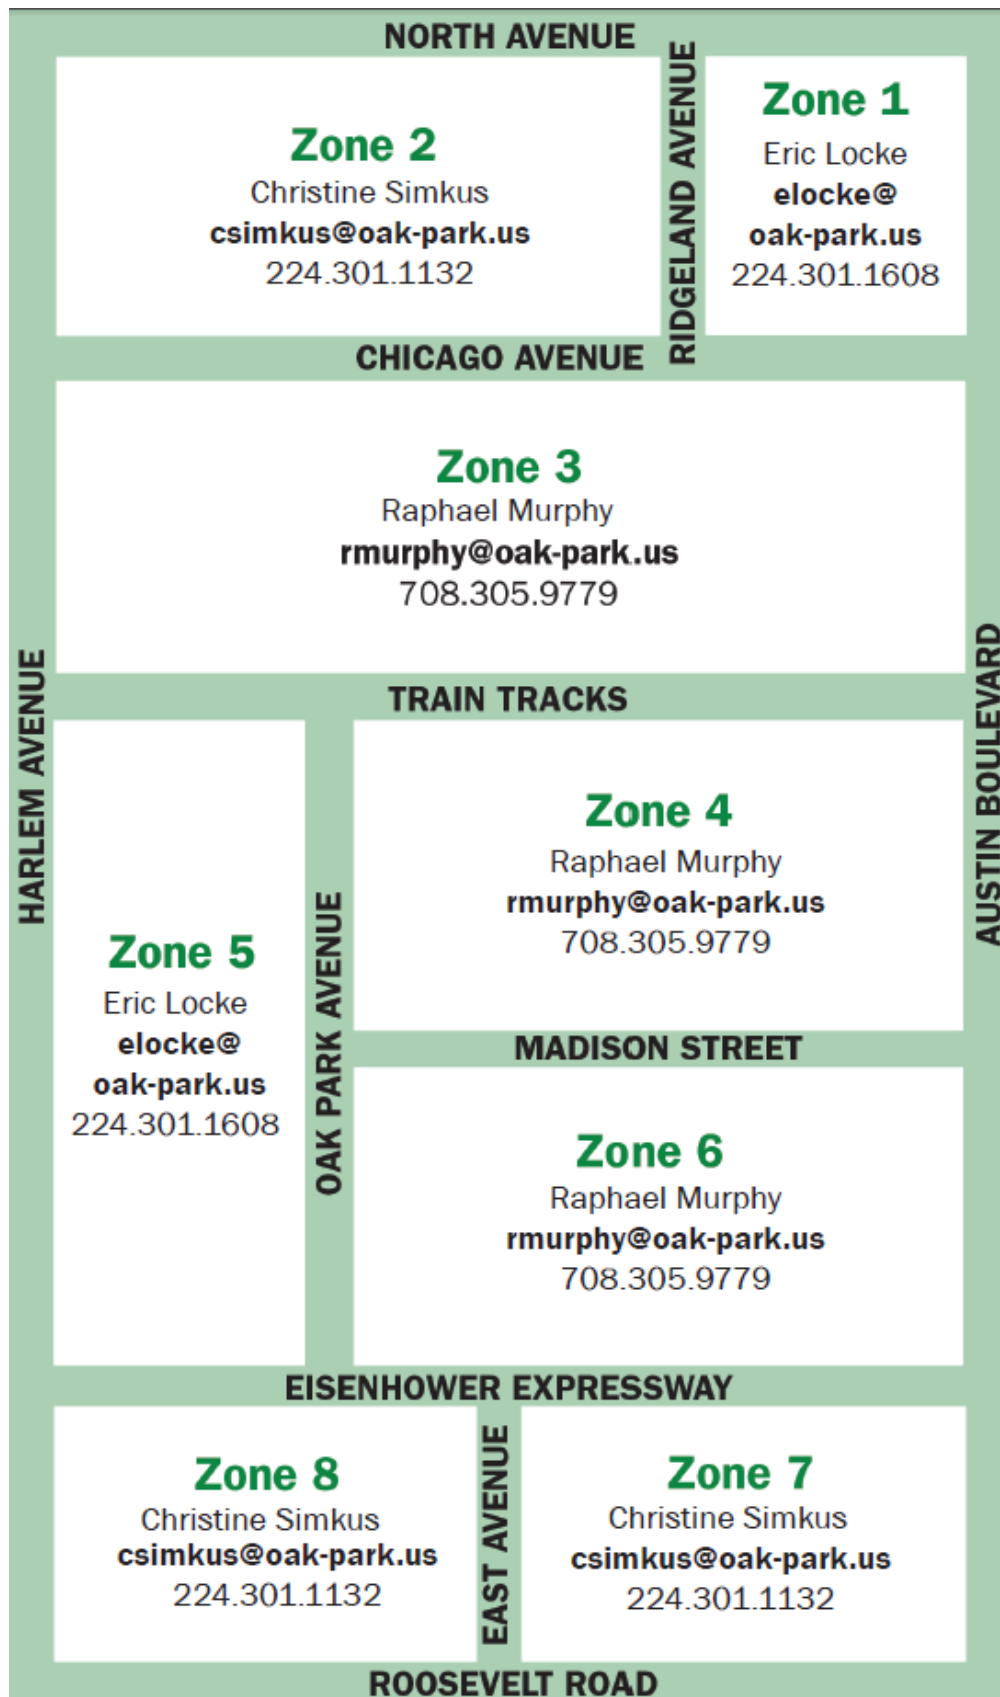 NORTH AVENUE
Zone 2
Christine Simkus
csimkus@oak-park.us
224.301.1132
RIDGELAND AVENUE
Zone 1
Eric Locke
elocke@
oak-park.us
224.301.1608
CHICAGO AVENUE
Zone 3
Raphael Murphy
rmurphy@oak-park.us
708.305.9779
HARLEM AVENUE
AUSTIN BOULEVARD
TRAIN TRACKS
Zone 5
Eric Locke
elocke@
oak-park.us
224.301.1608
OAK PARK AVENUE
Zone 4
Raphael Murphy
rmurphy@oak-park.us
708.305.9779
MADISON STREET
Zone 6
Raphael Murphy
rmurphy@oak-park.us
708.305.9779
EISENHOWER EXPRESSWAY
Zone 8
Christine Simkus
csimkus@oak-park.us
224.301.1132
EAST AVENUE
Zone 7
Christine Simkus
csimkus@oak-park.us
224.301.1132
ROOSEVELT ROAD